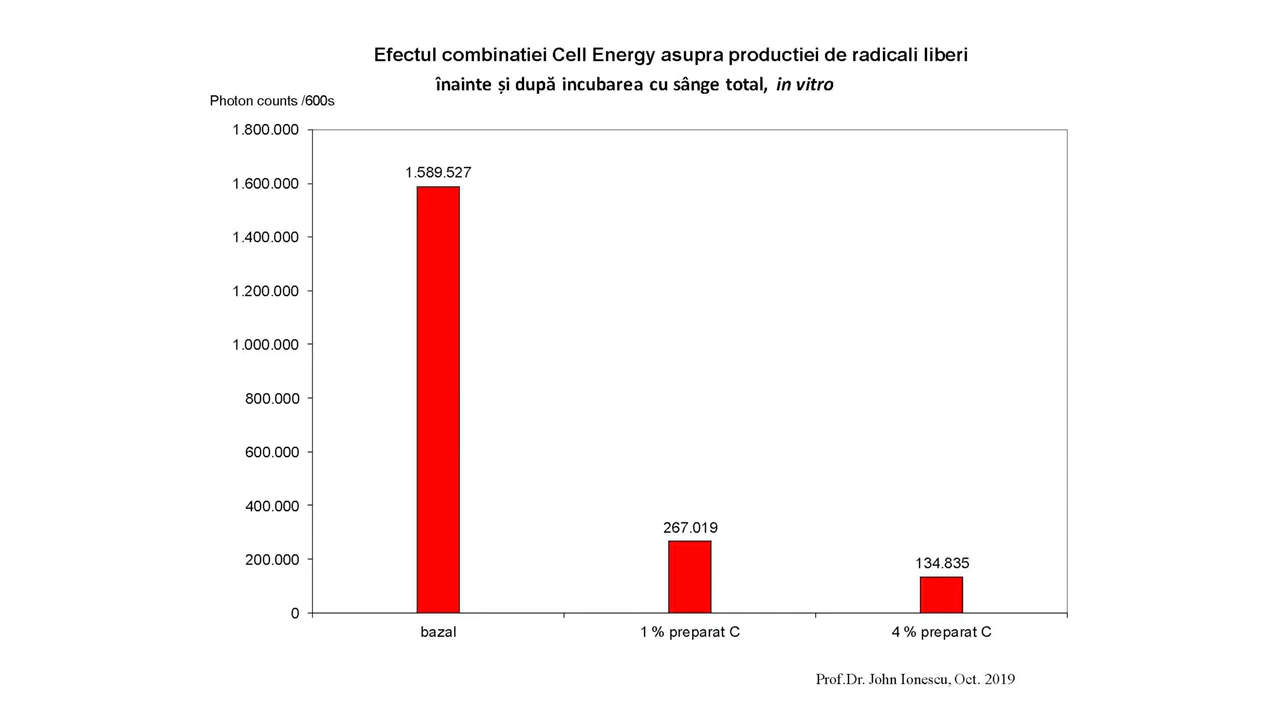 Efectul combinatiei Cell Energy asupra productiei de radicali liberi
înainte și după incubarea cu sânge total, in vitro
Photon counts /600s
1.800.000
1.600.000
1.400.000
1.200.000
1.000.000
800.000
600.000
400.000
200.000
0
1.589.527
267.019
134.835
bazal
1 % preparat C
4 % preparat C
Prof.Dr. John Ionescu, Oct. 2019